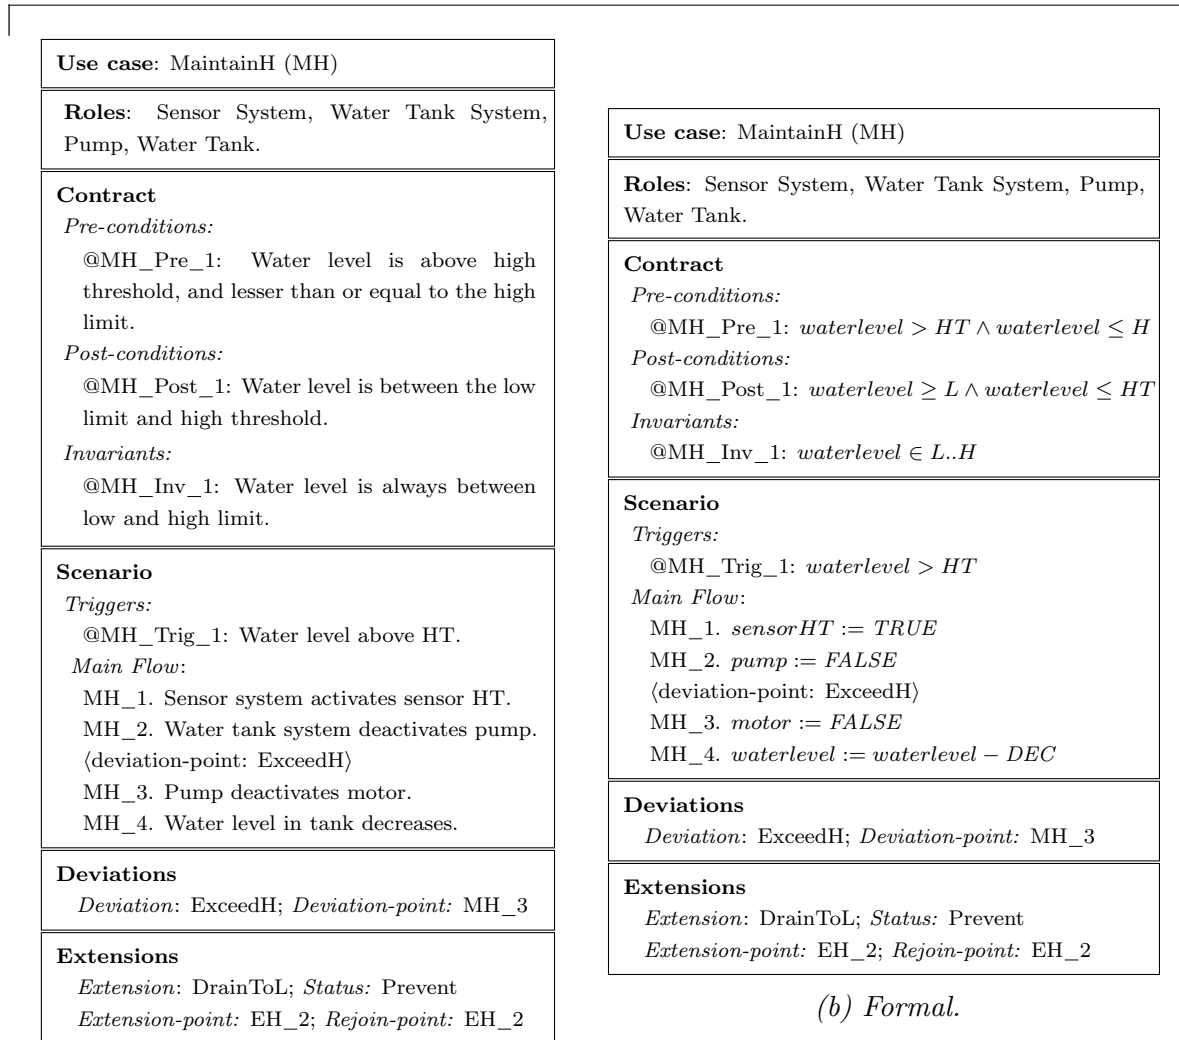 Use case: MaintainH (MH)
Roles: Sensor System, Water Tank System,
Pump, Water Tank.
Contract
Pre-conditions:
@MH_Pre_1: Water level is above high
threshold, and lesser than or equal to the high
limit.
Post-conditions:
@MH_Post_1: Water level is between the low
limit and high threshold.
Invariants:
@MH_Inv_1: Water level is always between
low and high limit.
Scenario
Triggers:
@MH_Trig_1: Water level above HT.
Main Flow:
MH_1. Sensor system activates sensor HT.
MH_2. Water tank system deactivates pump.
⟨deviation-point: ExceedH⟩
MH_3. Pump deactivates motor.
MH_4. Water level in tank decreases.
Deviations
Deviation: ExceedH; Deviation-point: MH_3
Extensions
Extension: DrainToL; Status: Prevent
Extension-point: EH_2; Rejoin-point: EH_2
Use case: MaintainH (MH)
Roles: Sensor System, Water Tank System, Pump,
Water Tank.
Contract
Pre-conditions:
@MH_Pre_1: waterlevel > HT ∧ waterlevel ≤ H
Post-conditions:
@MH_Post_1: waterlevel ≥ L ∧ waterlevel ≤ HT
Invariants:
@MH_Inv_1: waterlevel ∈ L..H
Scenario
Triggers:
@MH_Trig_1: waterlevel > HT
Main Flow:
MH_1. sensorHT := TRUE
MH_2. pump := FALSE
⟨deviation-point: ExceedH⟩
MH_3. motor := FALSE
MH_4. waterlevel := waterlevel − DEC
Deviations
Deviation: ExceedH; Deviation-point: MH_3
Extensions
Extension: DrainToL; Status: Prevent
Extension-point: EH_2; Rejoin-point: EH_2
(b) Formal.